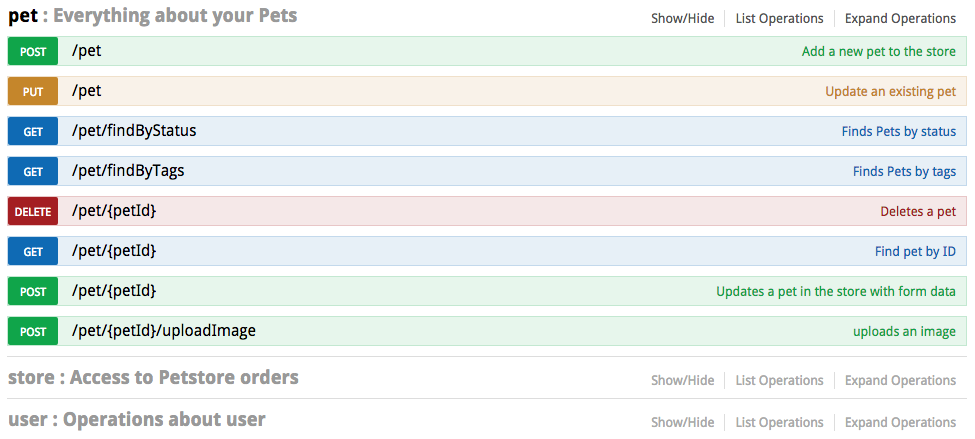 pet : Everything about your Pets Show/Hide List Operations Expand Operations
POST /pet Add a new pet to the store
PUT /pet Update an existing pet
GET /pet/findByStatus Finds Pets by status
GET /pet/findByTags Finds Pets by tags
DELETE /pet/{petId} Deletes a pet
GET /pet/{petId} Find pet by ID
POST /pet/{petId} Updates a pet in the store with form data
POST /pet/{petId}/uploadImage uploads an image
store : Access to Petstore orders Show/Hide List Operations Expand Operations
user : Operations about user Show/Hide List Operations Expand Operations